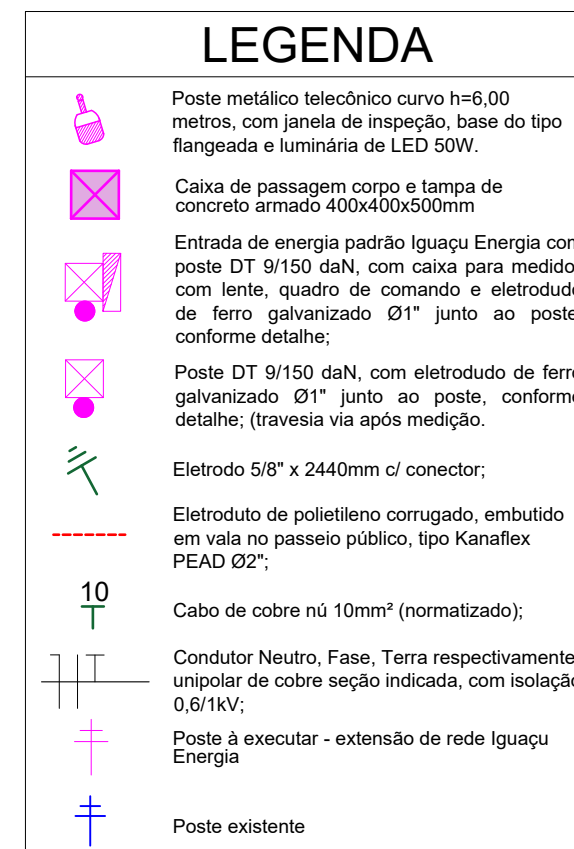 LEGENDA
Poste metálico telecônico curvo h=6,00
metros, com janela de inspeção, base do tipo
flangeada e luminária de LED 50W.
Caixa de passagem corpo e tampa de
concreto armado 400x400x500mm
Entrada de energia padrão Iguaçu Energia com
poste DT 9/150 daN, com caixa para medido
com lente, quadro de comando e eletrodudo
de ferro galvanizado Ø1" junto ao poste
conforme detalhe;
Poste DT 9/150 daN, com eletrodudo de ferro
galvanizado Ø1" junto ao poste, conforme
detalhe; (travesia via após medição.
Eletrodo 5/8" x 2440mm c/ conector;
Eletroduto de polietileno corrugado, embutido
em vala no passeio público, tipo Kanaflex
PEAD Ø2";
10
Cabo de cobre nú 10mm² (normatizado);
Condutor Neutro, Fase, Terra respectivamente
unipolar de cobre seção indicada, com isolação
0,6/1kV;
Poste à executar - extensão de rede Iguaçu
Energia
Poste existente